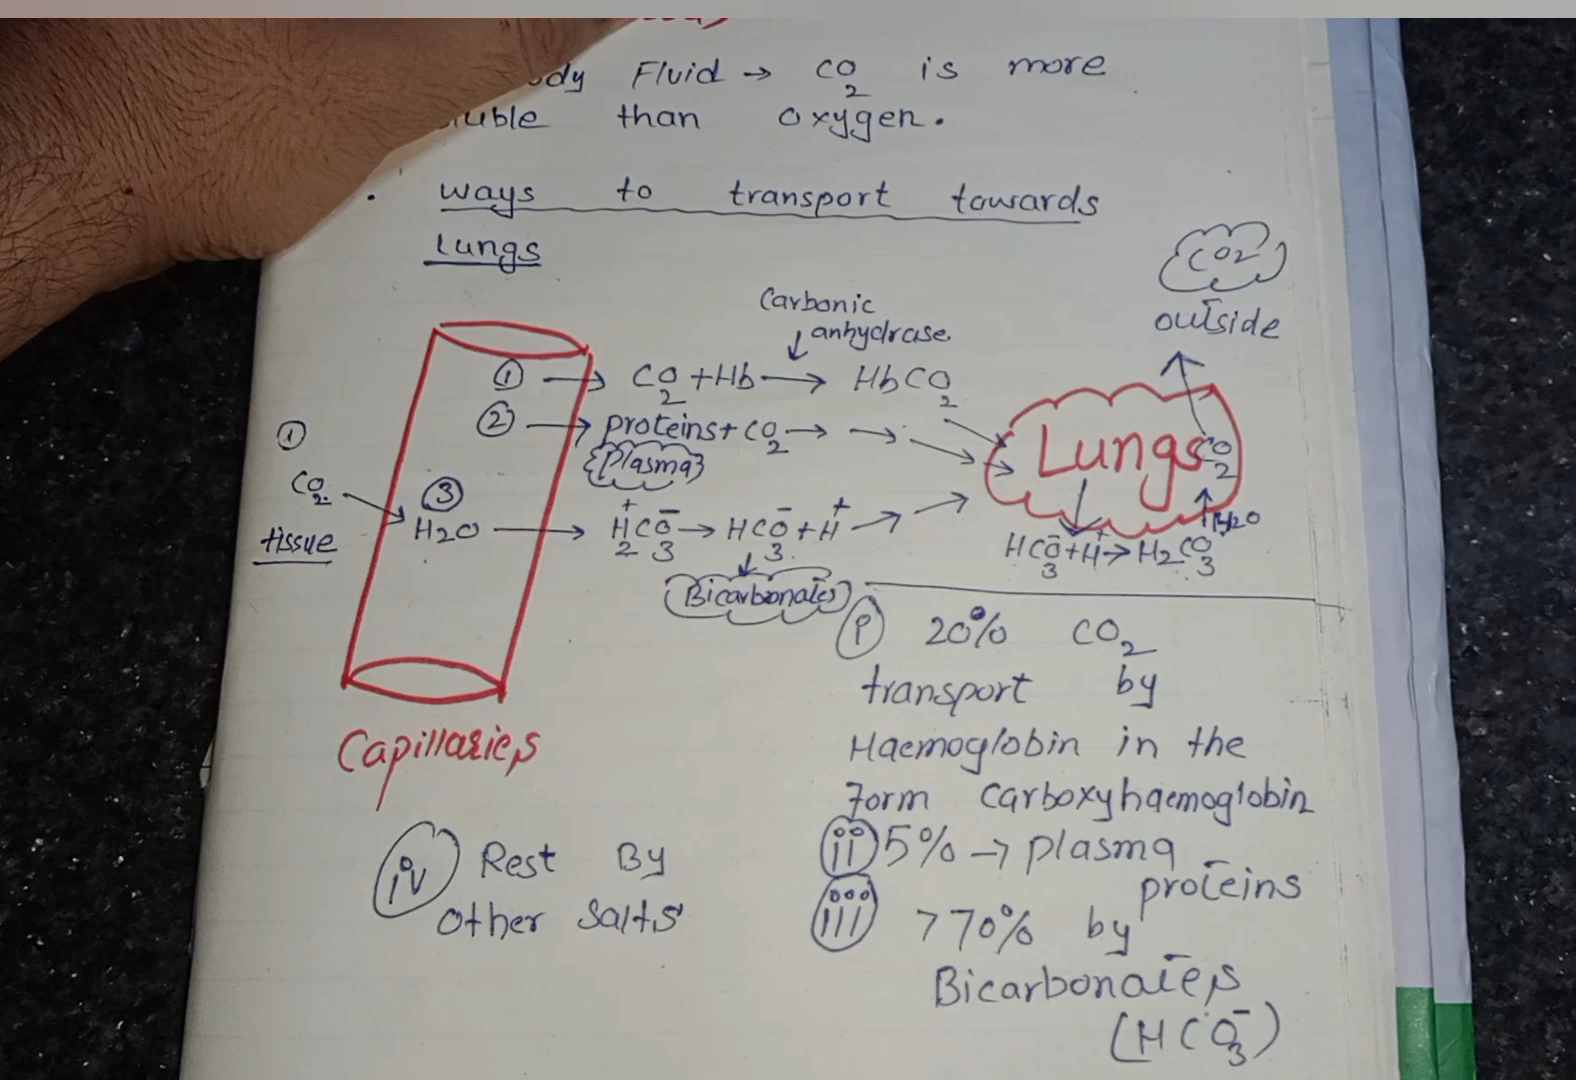 Fluid → CO2 is more
than oxygen.
• ways to transport towards
Lungs
CO2
outside
Carbonic
anhydrase
① → CO2 + Hb → HbCO2
② → proteins + CO2 → →
{Plasma}
Lungs CO2
①
CO2
tissue
③
H2O → H2+CO3- → HCO3- + H+ → →
H2O
HCO3- + H+ → H2CO3
Bicarbonates
Capillaries
(P) 20% CO2
transport by
Haemoglobin in the
Form carboxyhaemoglobin
(ii) 5% → plasma
proteins
(iii) >70% by
Bicarbonates
(HCO3-)
(iv) Rest By
Other Salts